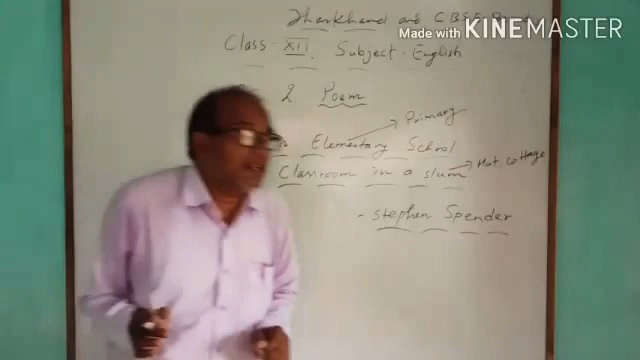 Jharkhand and CBSE
Made with KINEMASTER
Class - XII, Subject - English
2. Poem
Primary
Elementary School
Classroom in a slum
Hut
- Stephen Spender